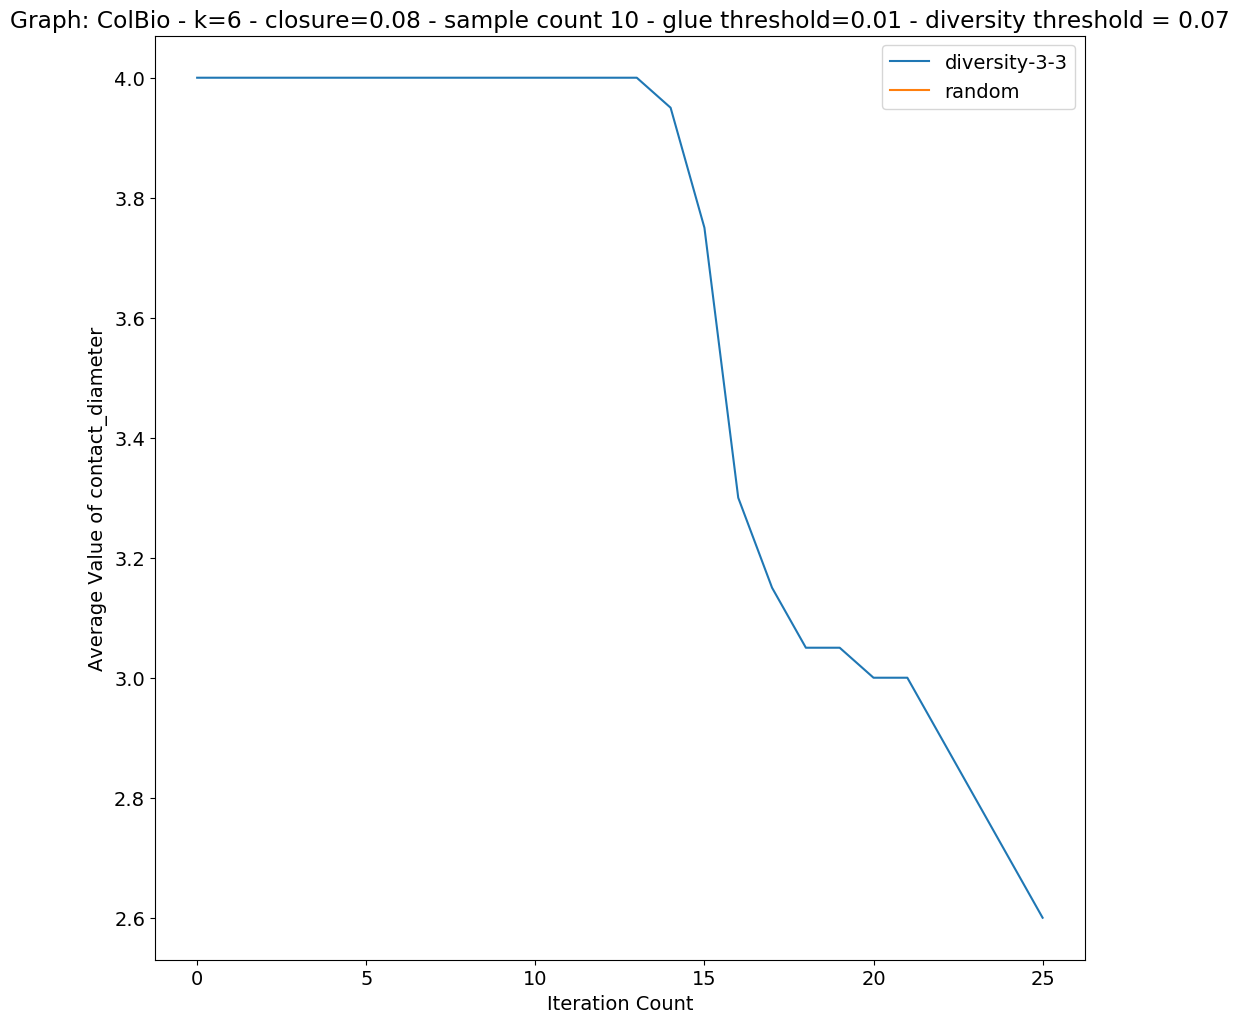 Graph: ColBio - k=6 - closure=0.08 - sample count 10 - glue threshold=0.01 - diversity threshold = 0.07
diversity-3-3
random
4.0
3.8
3.6
3.4
3.2
3.0
2.8
2.6
Average Value of contact_diameter
0 5 10 15 20 25
Iteration Count